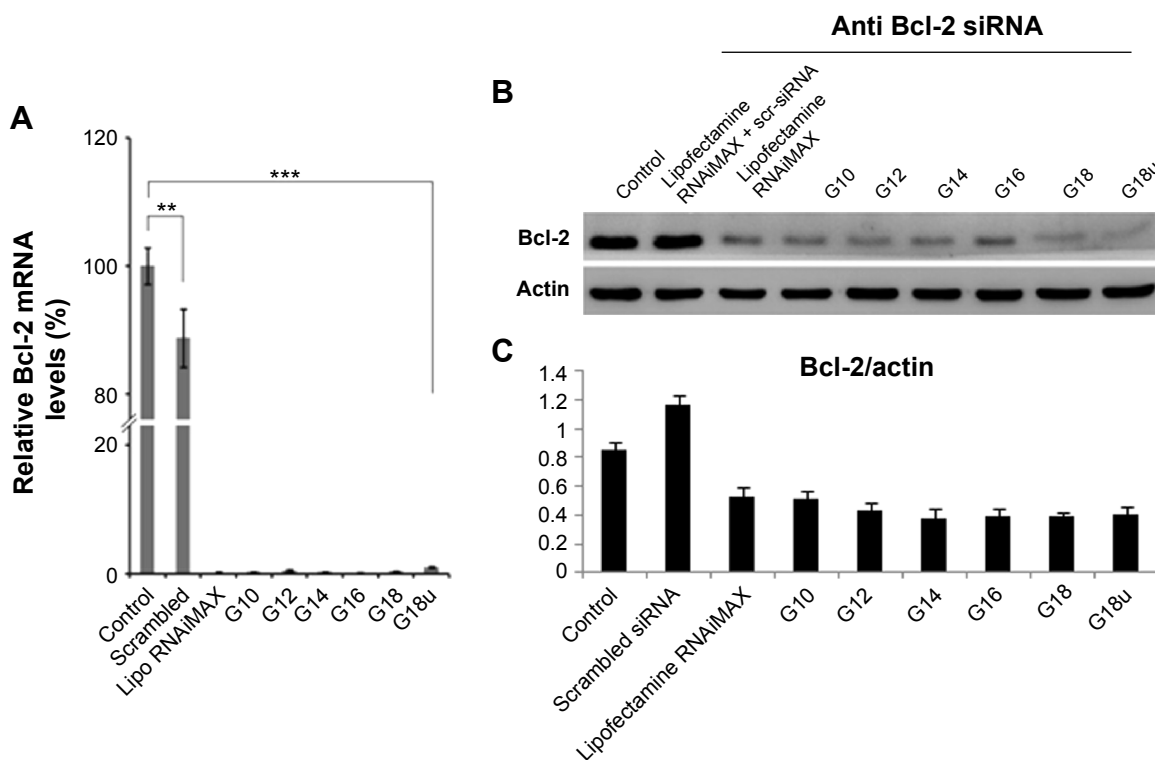 A
120
100
80
20
0
Relative Bcl-2 mRNA
levels (%)
***
**
Control
Scrambled
Lipo RNAiMAX
G10
G12
G14
G16
G18
G18u
Anti Bcl-2 siRNA
B
Control
Lipofectamine
RNAiMAX + scr-siRNA
Lipofectamine
RNAiMAX
G10
G12
G14
G16
G18
G18u
Bcl-2
Actin
C
Bcl-2/actin
1.4
1.2
1
0.8
0.6
0.4
0.2
0
Control
Scrambled siRNA
Lipofectamine RNAiMAX
G10
G12
G14
G16
G18
G18u